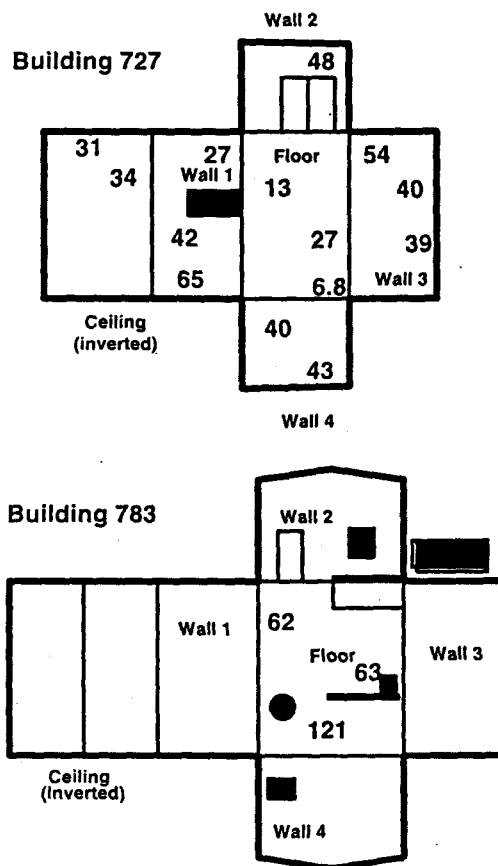 Wall 2
Building 727
48
31
27
Floor
54
34
Wall 1
13
40
42
27
39
65
6.8
Wall 3
Ceiling
(inverted)
40
43
Wall 4
Building 783
Wall 2
Wall 1
62
Floor
Wall 3
63
121
Ceiling
(Inverted)
Wall 4